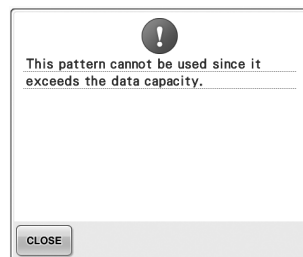 This pattern cannot be used since it
exceeds the data capacity.
CLOSE